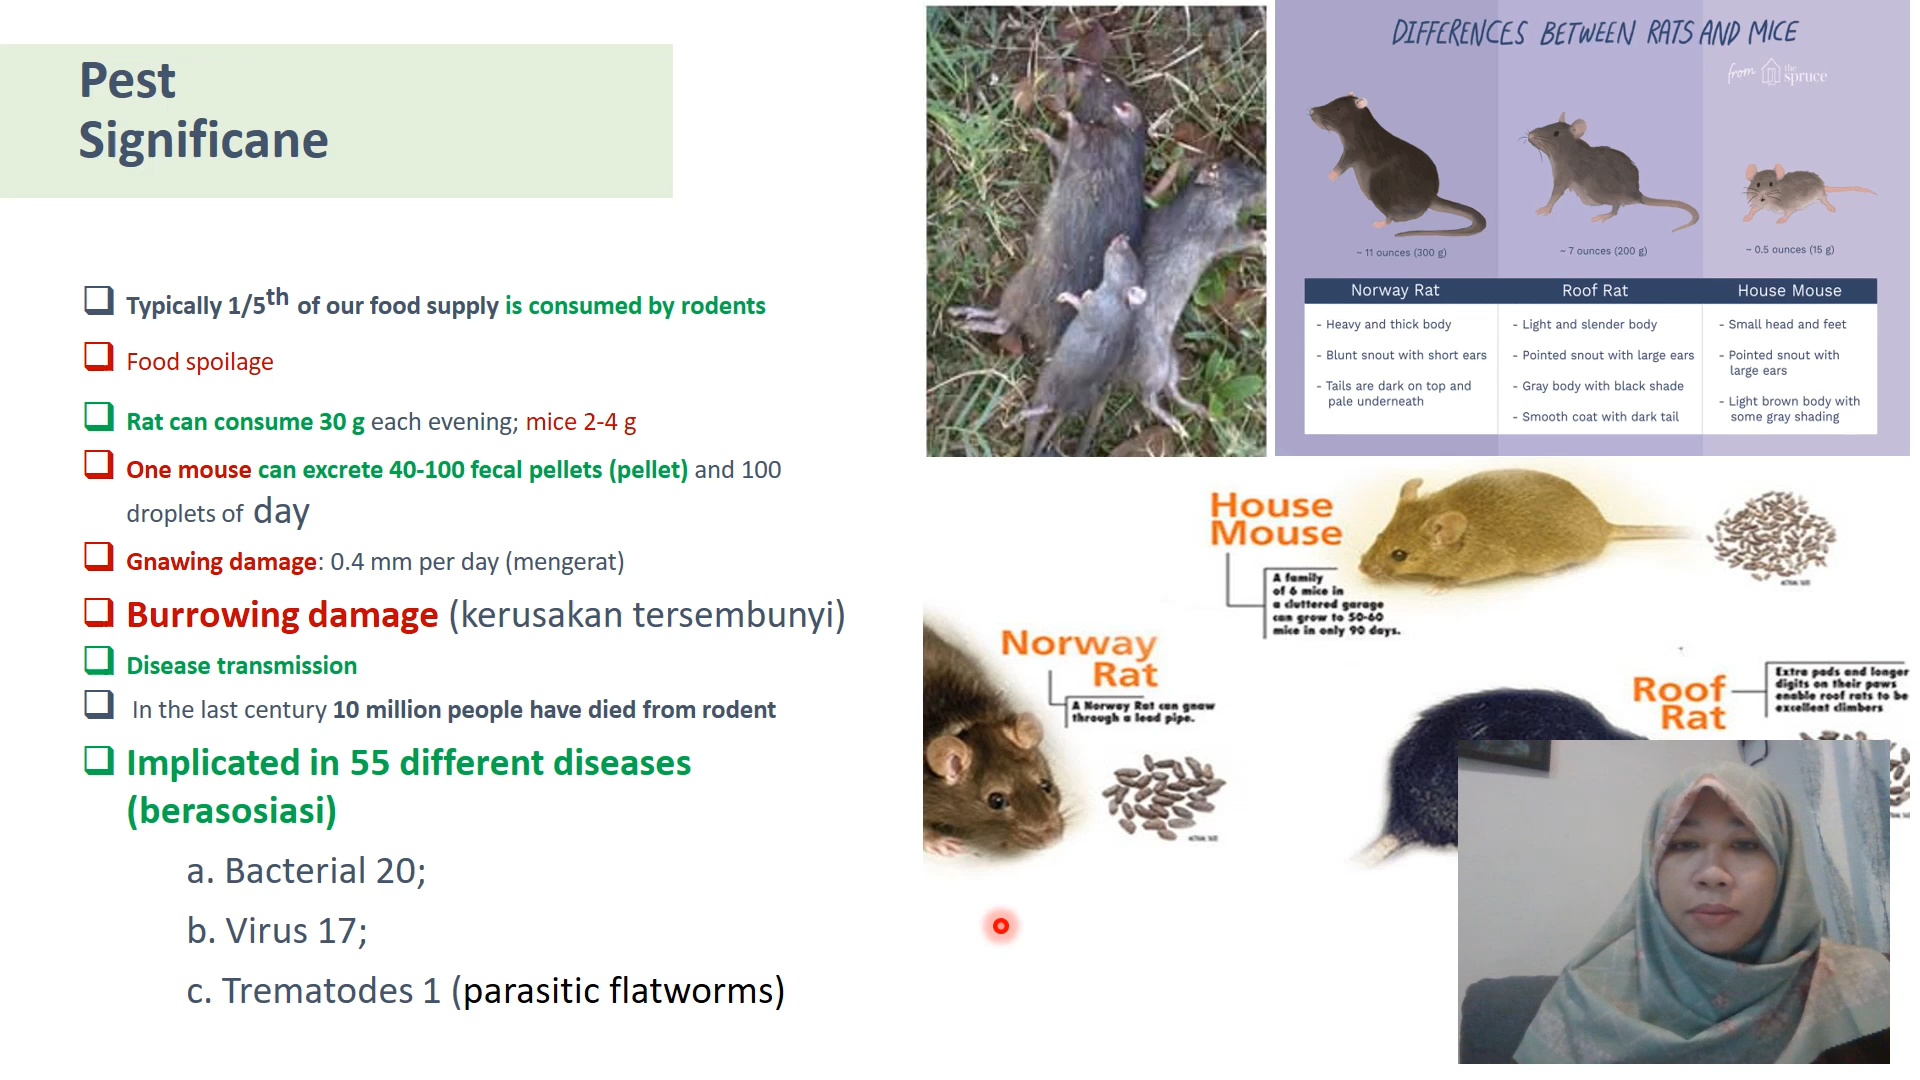 Pest
Significane
Typically 1/5th of our food supply is consumed by rodents
Food spoilage
Rat can consume 30 g each evening; mice 2-4 g
One mouse can excrete 40-100 fecal pellets (pellet) and 100
droplets of day
Gnawing damage: 0.4 mm per day (mengerat)
Burrowing damage (kerusakan tersembunyi)
Disease transmission
In the last century 10 million people have died from rodent
Implicated in 55 different diseases
(berasosiasi)
a. Bacterial 20;
b. Virus 17;
c. Trematodes 1 (parasitic flatworms)
DIFFERENCES BETWEEN RATS AND MICE
from the spruce
~ 11 ounces (300 g)
~ 7 ounces (200 g)
~ 0.5 ounces (15 g)
Norway Rat
- Heavy and thick body
- Blunt snout with short ears
- Tails are dark on top and
pale underneath
Roof Rat
- Light and slender body
- Pointed snout with large ears
- Gray body with black shade
- Smooth coat with dark tail
House Mouse
- Small head and feet
- Pointed snout with
large ears
- Light brown body with
some gray shading
House
Mouse
A family
of 6 mice in
a cluttered garage
can grow to 50-60
mice in only 90 days.
ACTUAL SIZE
Norway
Rat
A Norway Rat can gnaw
through a lead pipe.
ACTUAL SIZE
Roof
Rat
Extra pads and longer
digits on their paws
enable roof rats to be
excellent climbers